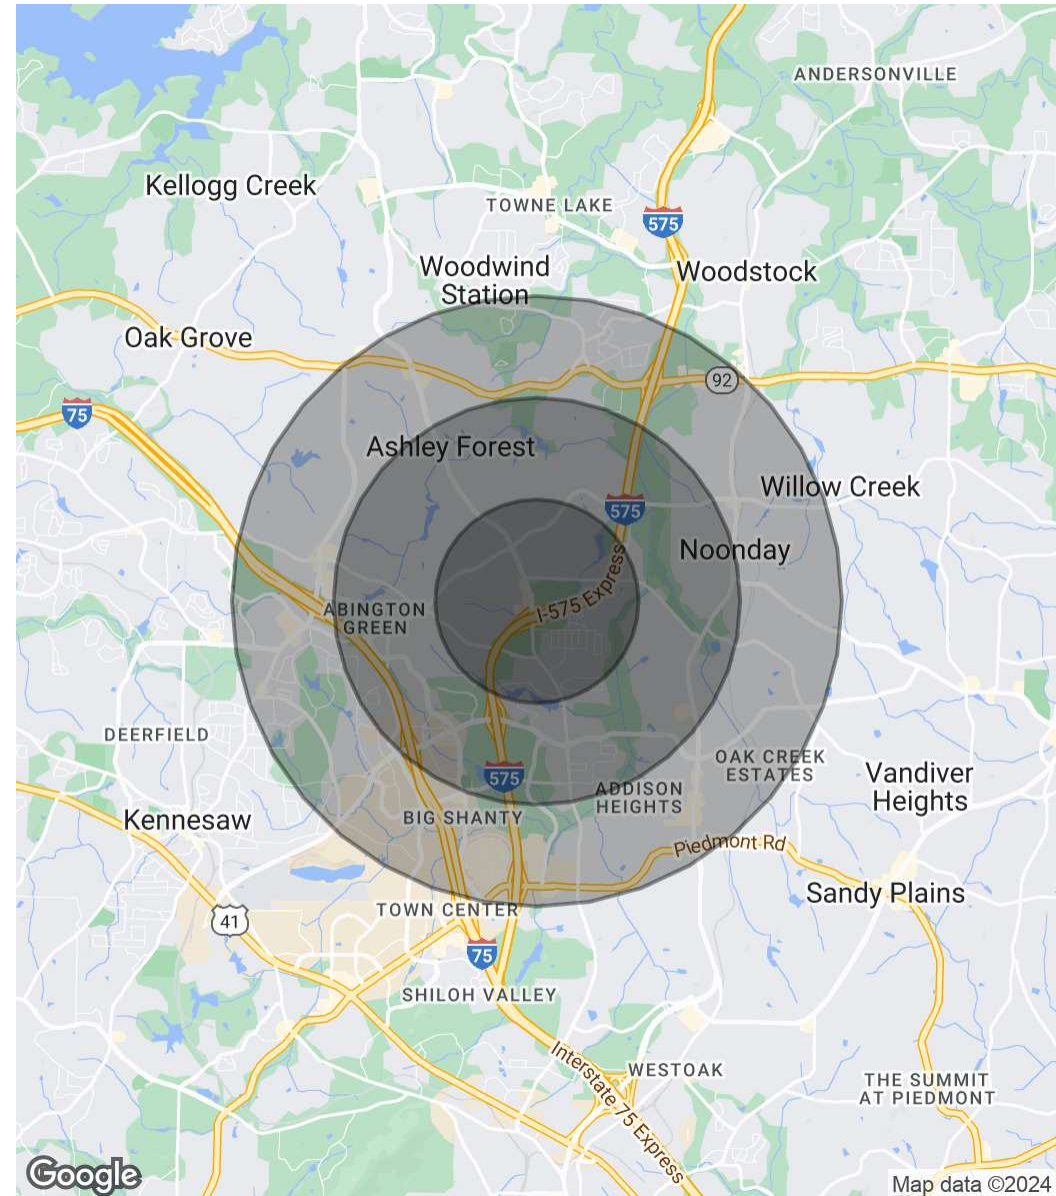 ANDERSONVILLE
Kellogg Creek
TOWNE LAKE
575
Woodwind
Station
Woodstock
Oak Grove
92
75
Ashley Forest
Willow Creek
575
Noonday
I-575 Express
ABINGTON
GREEN
DEERFIELD
OAK CREEK
ESTATES
575
Vandiver
Heights
ADDISON
HEIGHTS
Kennesaw
BIG SHANTY
Piedmont Rd
Sandy Plains
TOWN CENTER
41
75
SHILOH VALLEY
Interstate 75 Express
WESTOAK
THE SUMMIT
AT PIEDMONT
Google
Map data ©2024